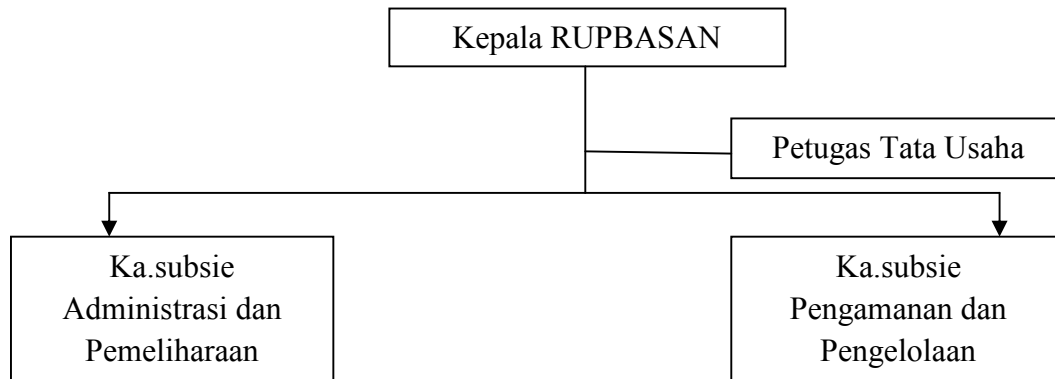 Kepala RUPBASAN
Petugas Tata Usaha
Ka.subsie
Administrasi dan
Pemeliharaan
Ka.subsie
Pengamanan dan
Pengelolaan